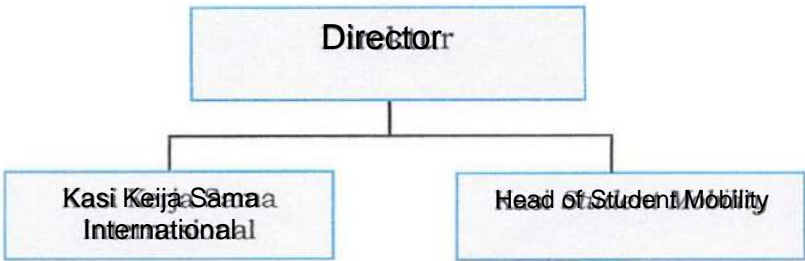 Director
Kasi Keija Sama
International
Head of Student Mobility